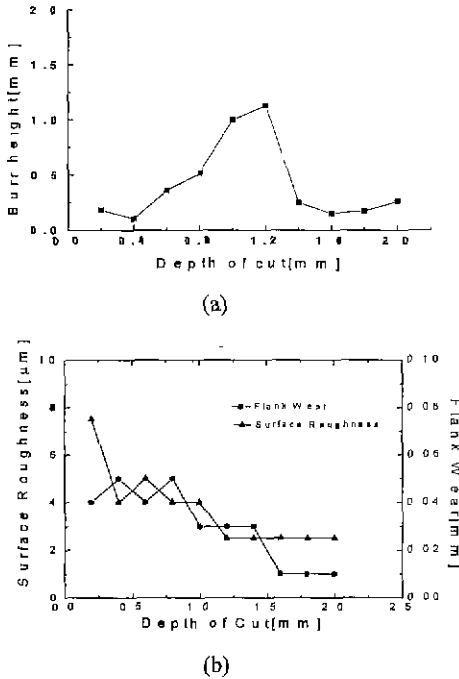 2 0
1 5
1 0
0 5
0.0
Burr height[mm]
0 0 0.4 0.8 1.2 1 6 2 0
Depth of cut[mm]
(a)
10
8
6
4
2
0
Surface Roughness[μm]
Flank Wear
Surface Roughness
0 10
0 08
0 06
0 04
0 02
0 00
Flank Wear[mm]
0 0 0 5 1 0 1 5 2 0 2 5
Depth of Cut[mm]
(b)